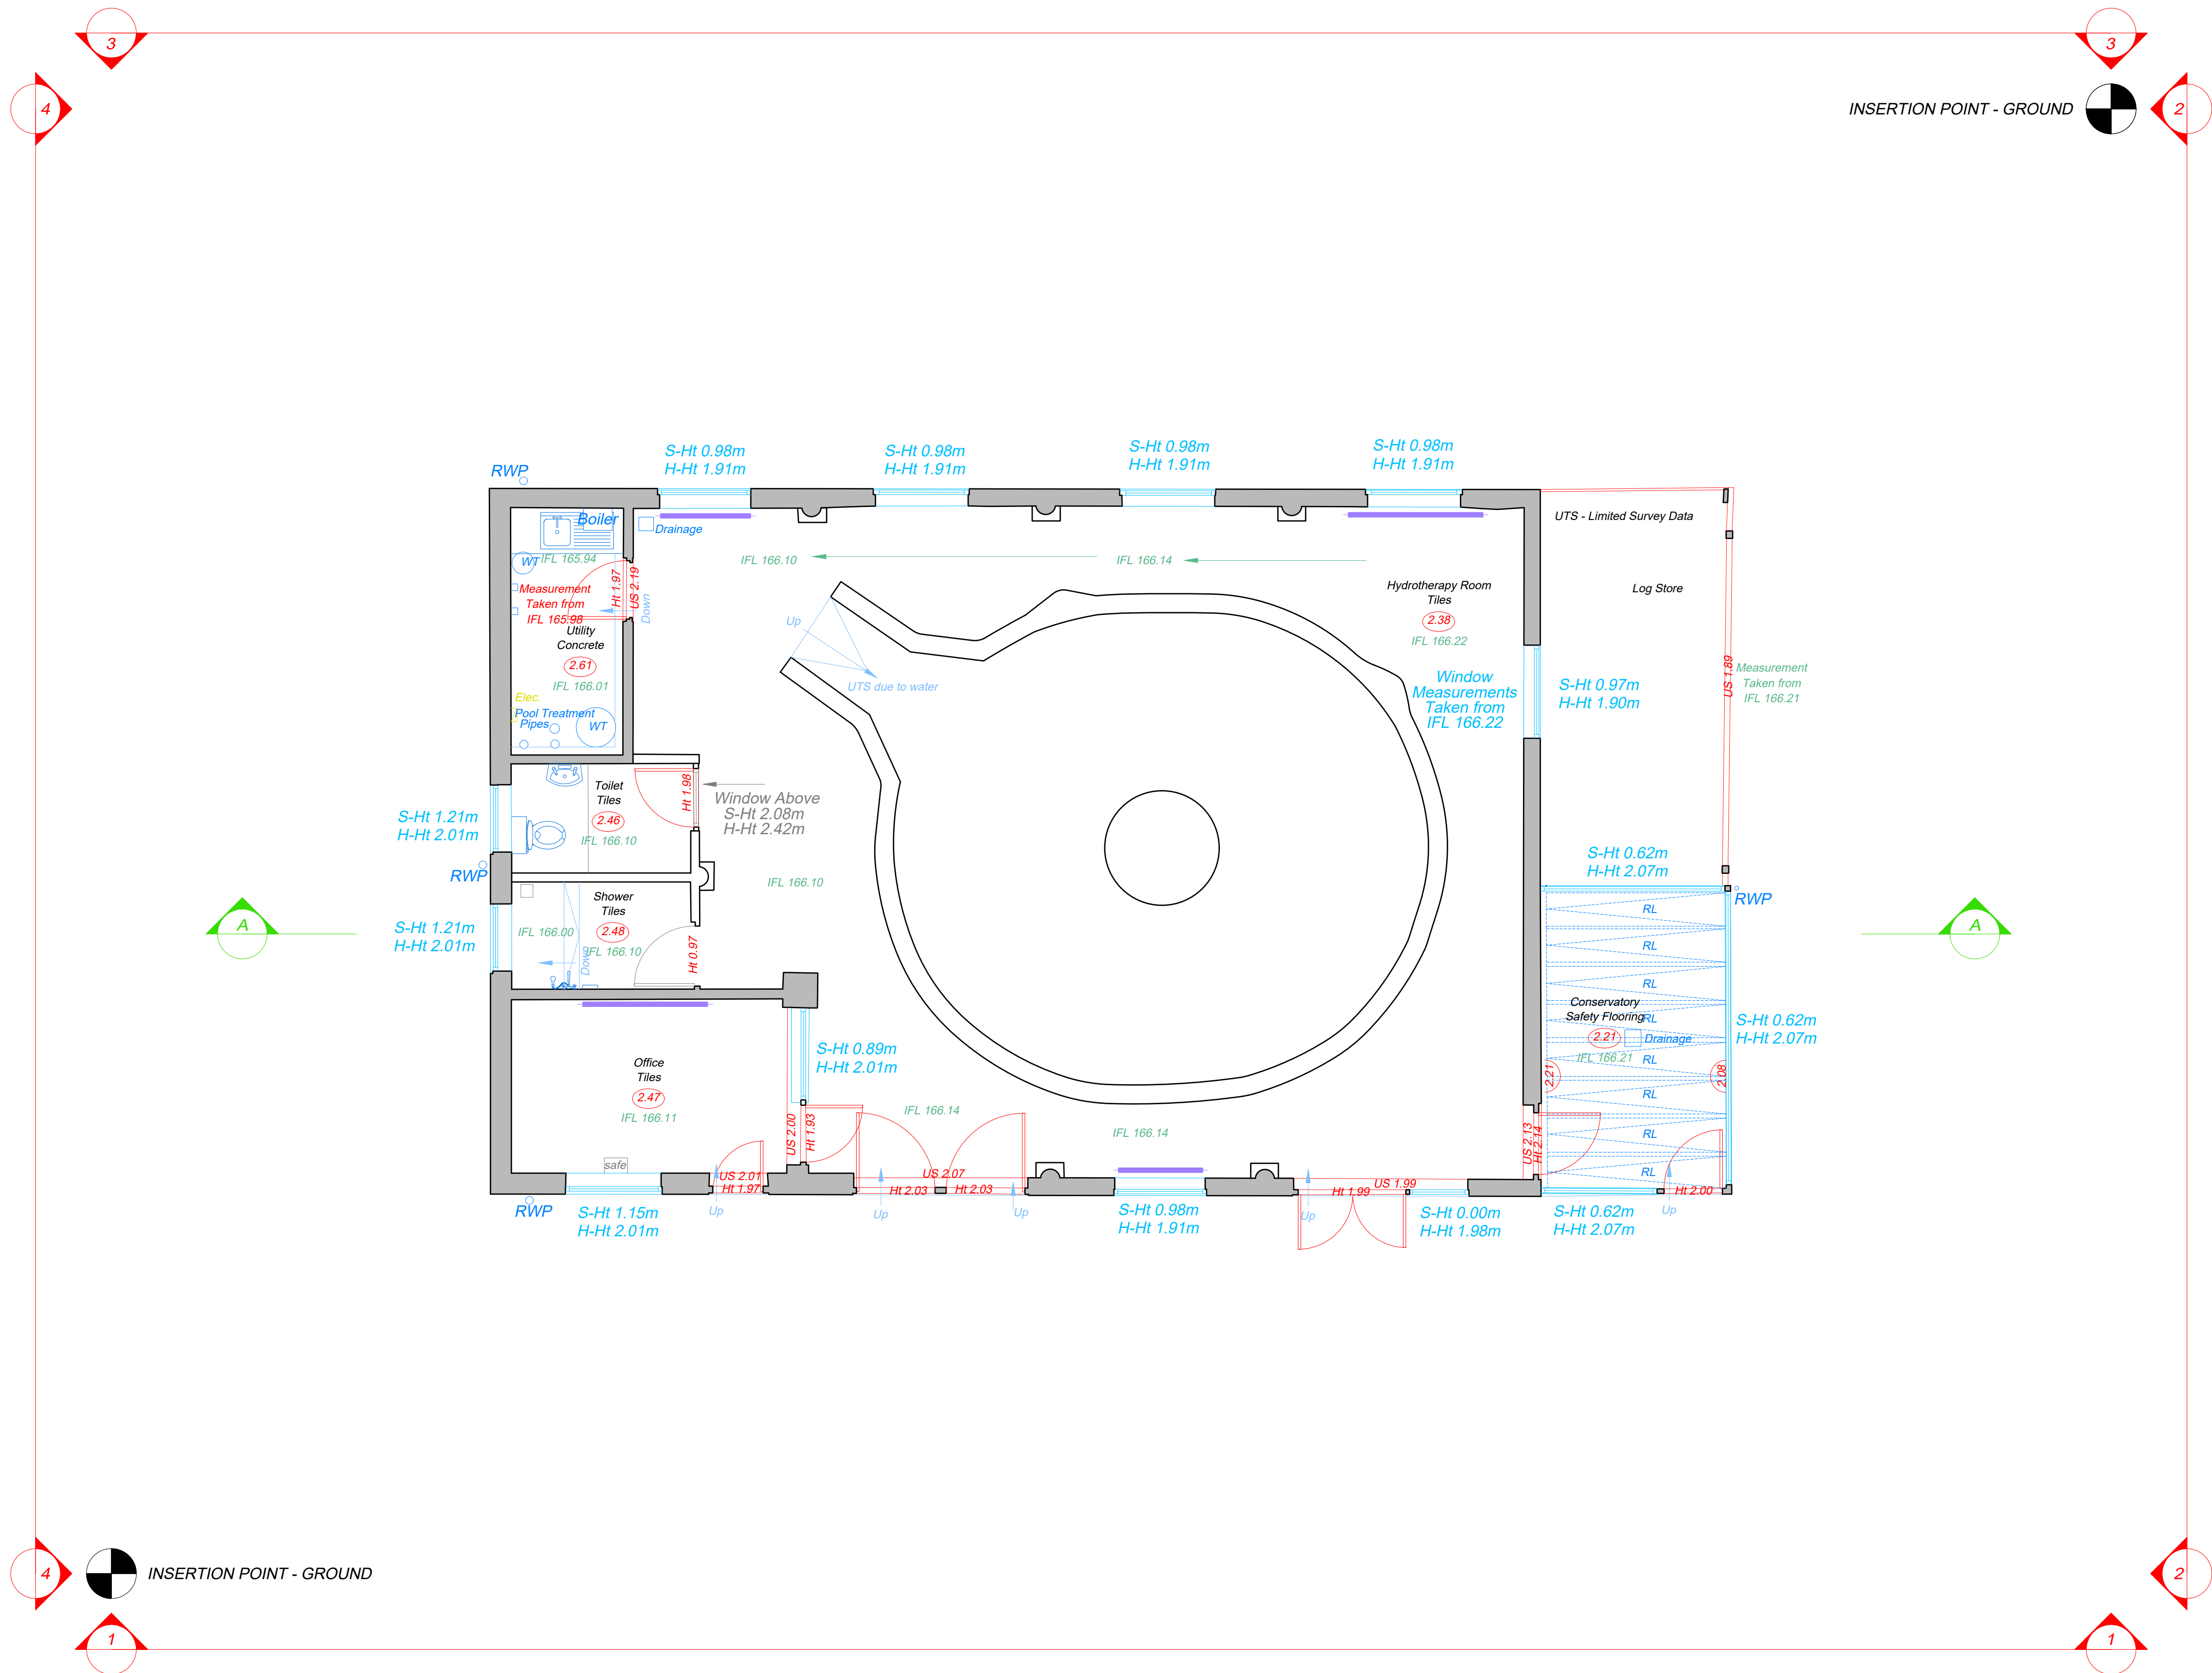 3
3
4
INSERTION POINT - GROUND
2
S-Ht 0.98m
H-Ht 1.91m
S-Ht 0.98m
H-Ht 1.91m
S-Ht 0.98m
H-Ht 1.91m
S-Ht 0.98m
H-Ht 1.91m
RWP
Boiler
Drainage
UTS - Limited Survey Data
WT
IFL 165.94
IFL 166.10
IFL 166.14
Measurement
Taken from
IFL 165.98
Ht 1.97
US 2.19
Down
Hydrotherapy Room
Tiles
2.38
IFL 166.22
Log Store
Up
UTS due to water
Utility
Concrete
2.61
IFL 166.01
Elec.
Pool Treatment
Pipes
WT
Window
Measurements
Taken from
IFL 166.22
S-Ht 0.97m
H-Ht 1.90m
US 1.89
Measurement
Taken from
IFL 166.21
Toilet
Tiles
2.46
IFL 166.10
Ht 1.98
Window Above
S-Ht 2.08m
H-Ht 2.42m
S-Ht 1.21m
H-Ht 2.01m
RWP
IFL 166.10
S-Ht 0.62m
H-Ht 2.07m
RWP
Shower
Tiles
2.48
IFL 166.00
IFL 166.10
Down
Ht 0.97
S-Ht 1.21m
H-Ht 2.01m
A
A
RL
RL
RL
Conservatory
Safety Flooring
RL
2.21
Drainage
IFL 166.21
RL
RL
RL
RL
2.21
2.08
S-Ht 0.62m
H-Ht 2.07m
Office
Tiles
2.47
IFL 166.11
S-Ht 0.89m
H-Ht 2.01m
US 2.00
Ht 1.93
IFL 166.14
IFL 166.14
US 2.13
Ht 2.14
safe
US 2.01
Ht 1.97
US 2.07
Ht 2.03
Ht 2.03
US 1.99
Ht 1.99
Ht 2.00
RWP
S-Ht 1.15m
H-Ht 2.01m
Up
Up
Up
S-Ht 0.98m
H-Ht 1.91m
Up
S-Ht 0.00m
H-Ht 1.98m
S-Ht 0.62m
H-Ht 2.07m
Up
4
INSERTION POINT - GROUND
2
1
1